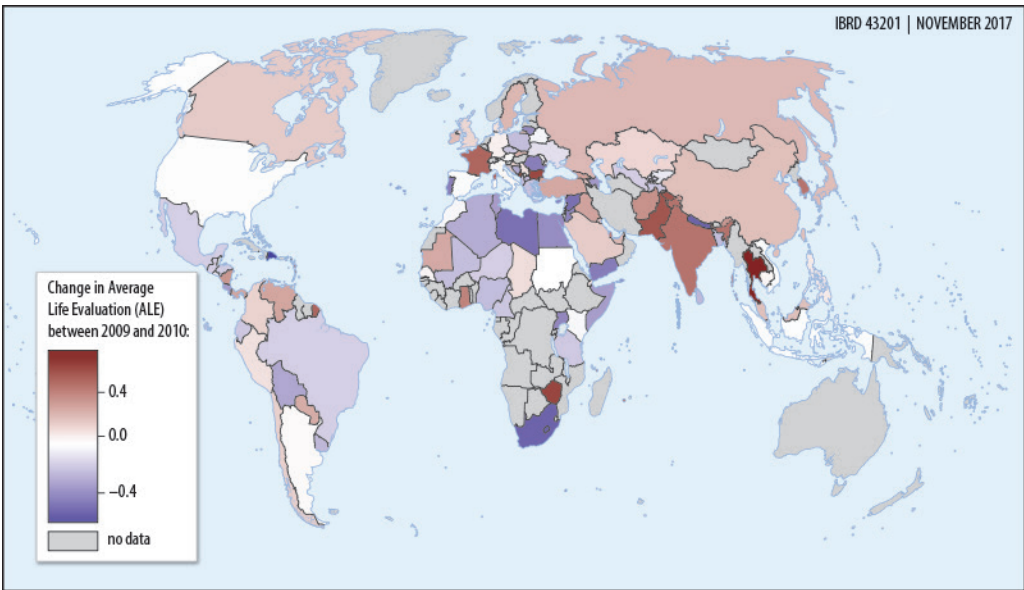 IBRD 43201 | NOVEMBER 2017
Change in Average
Life Evaluation (ALE)
between 2009 and 2010:
0.4
0.0
–0.4
no data